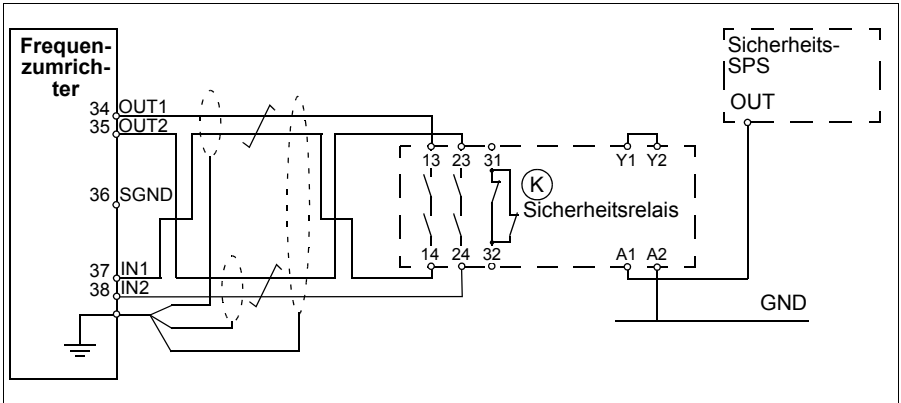 Frequen-
zumrich-
ter
34 OUT1
35 OUT2
36 SGND
37 IN1
38 IN2
13 23 31
14 24 32
K
Sicherheitsrelais
Y1 Y2
A1 A2
Sicherheits-
SPS
OUT
GND